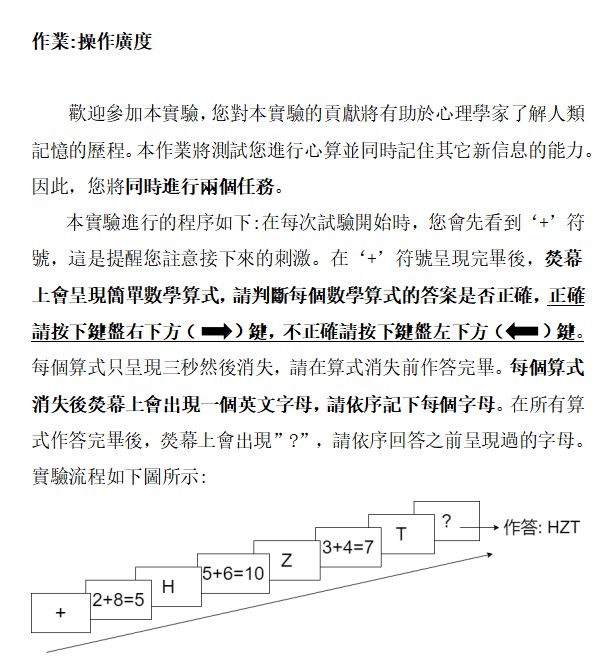 作業:操作廣度
歡迎參加本實驗,您對本實驗的貢獻將有助於心理學家了解人類
記憶的歷程。本作業將測試您進行心算並同時記住其它新信息的能力。
因此,您將同時進行兩個任務。
本實驗進行的程序如下:在每次試驗開始時,您會先看到‘+’符
號,這是提醒您註意接下來的刺激。在‘+’符號呈現完畢後,熒幕
上會呈現簡單數學算式,請判斷每個數學算式的答案是否正確,正確
請按下鍵盤右下方(➡)鍵,不正確請按下鍵盤左下方(⬅)鍵。
每個算式只呈現三秒然後消失,請在算式消失前作答完畢。每個算式
消失後熒幕上會出現一個英文字母,請依序記下每個字母。在所有算
式作答完畢後,熒幕上會出現”?”,請依序回答之前呈現過的字母。
實驗流程如下圖所示:
+
2+8=5
H
5+6=10
Z
3+4=7
T
?
作答: HZT